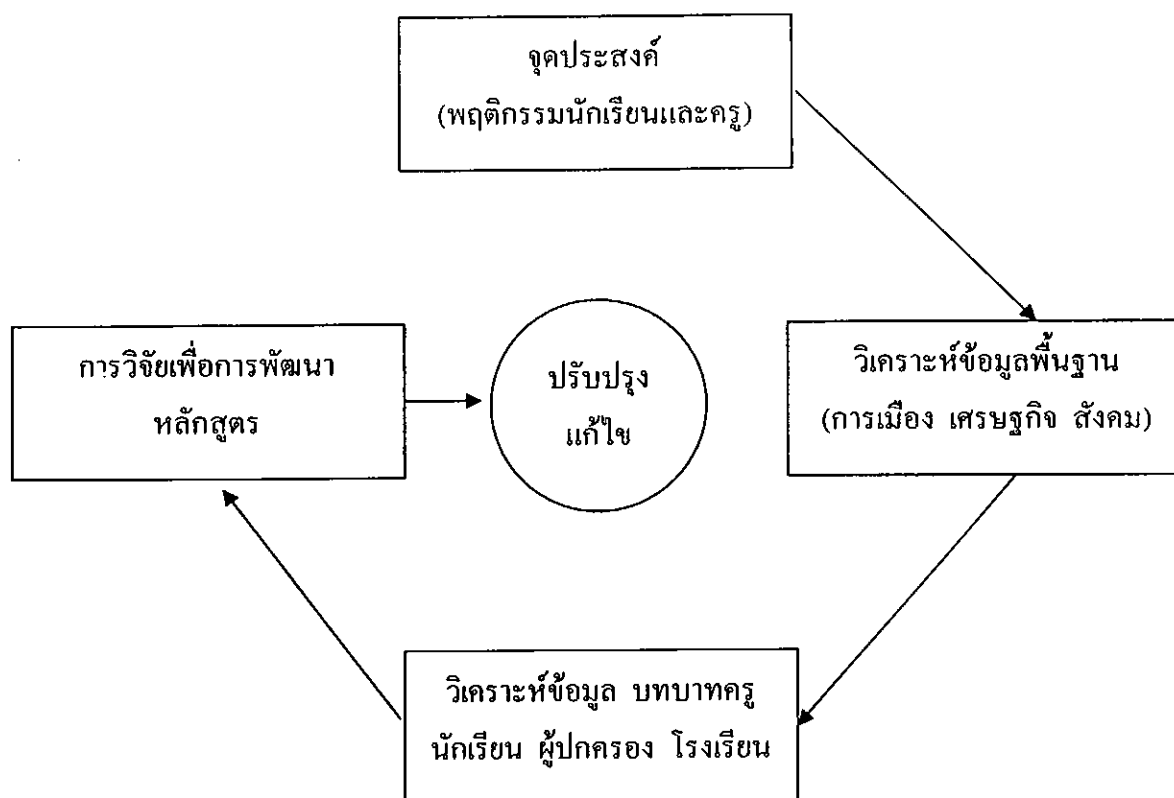 จุดประสงค์
(พฤติกรรมนักเรียนและครู)
วิเคราะห์ข้อมูลพื้นฐาน
(การเมือง เศรษฐกิจ สังคม)
วิเคราะห์ข้อมูล บทบาทครู
นักเรียน ผู้ปกครอง โรงเรียน
การวิจัยเพื่อการพัฒนา
หลักสูตร
ปรับปรุง
แก้ไข